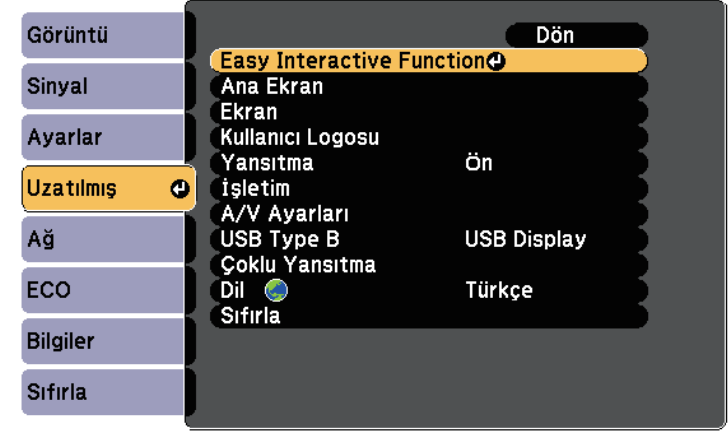 Görüntü
Sinyal
Ayarlar
Uzatılmış
Ağ
ECO
Bilgiler
Sıfırla
Dön
Easy Interactive Function
Ana Ekran
Ekran
Kullanıcı Logosu
Yansıtma Ön
İşletim
A/V Ayarları
USB Type B USB Display
Çoklu Yansıtma
Dil Türkçe
Sıfırla